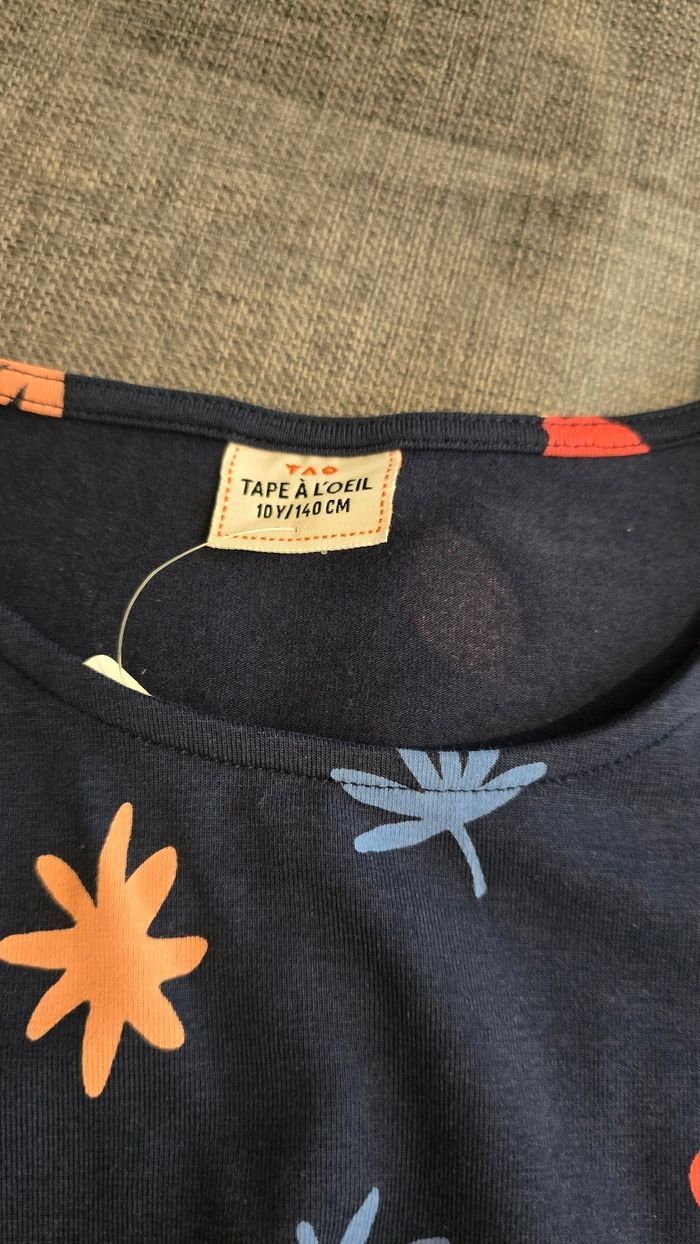 TAO
TAPE À L'OEIL
10Y/140 CM